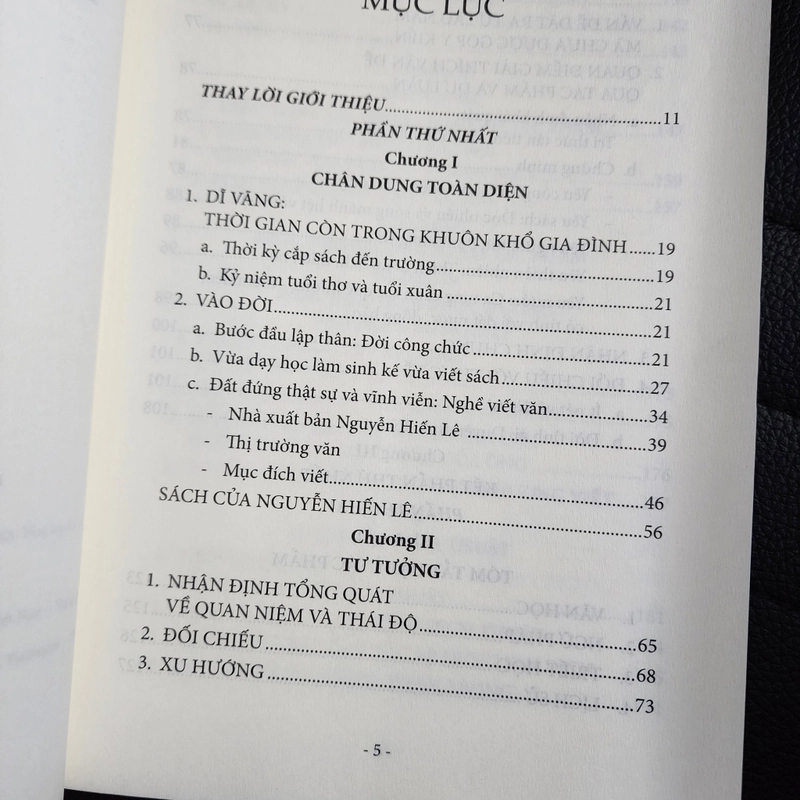 MỤC LỤC
THAY LỜI GIỚI THIỆU..........11
PHẦN THỨ NHẤT
Chương I
CHÂN DUNG TOÀN DIỆN
1. DĨ VÃNG:
THỜI GIAN CÒN TRONG KHUÔN KHỔ GIA ĐÌNH......19
a. Thời kỳ cắp sách đến trường..........19
b. Kỷ niệm tuổi thơ và tuổi xuân..........21
2. VÀO ĐỜI..........21
a. Bước đầu lập thân: Đời công chức..........21
b. Vừa dạy học làm sinh kế vừa viết sách..........27
c. Đất đứng thật sự và vĩnh viễn: Nghề viết văn..........34
- Nhà xuất bản Nguyễn Hiến Lê..........39
- Thị trường văn
- Mục đích viết..........46
SÁCH CỦA NGUYỄN HIẾN LÊ..........56
Chương II
TƯ TƯỞNG
1. NHẬN ĐỊNH TỔNG QUÁT
VỀ QUAN NIỆM VÀ THÁI ĐỘ..........65
2. ĐỐI CHIẾU..........68
3. XU HƯỚNG..........73
- 5 -